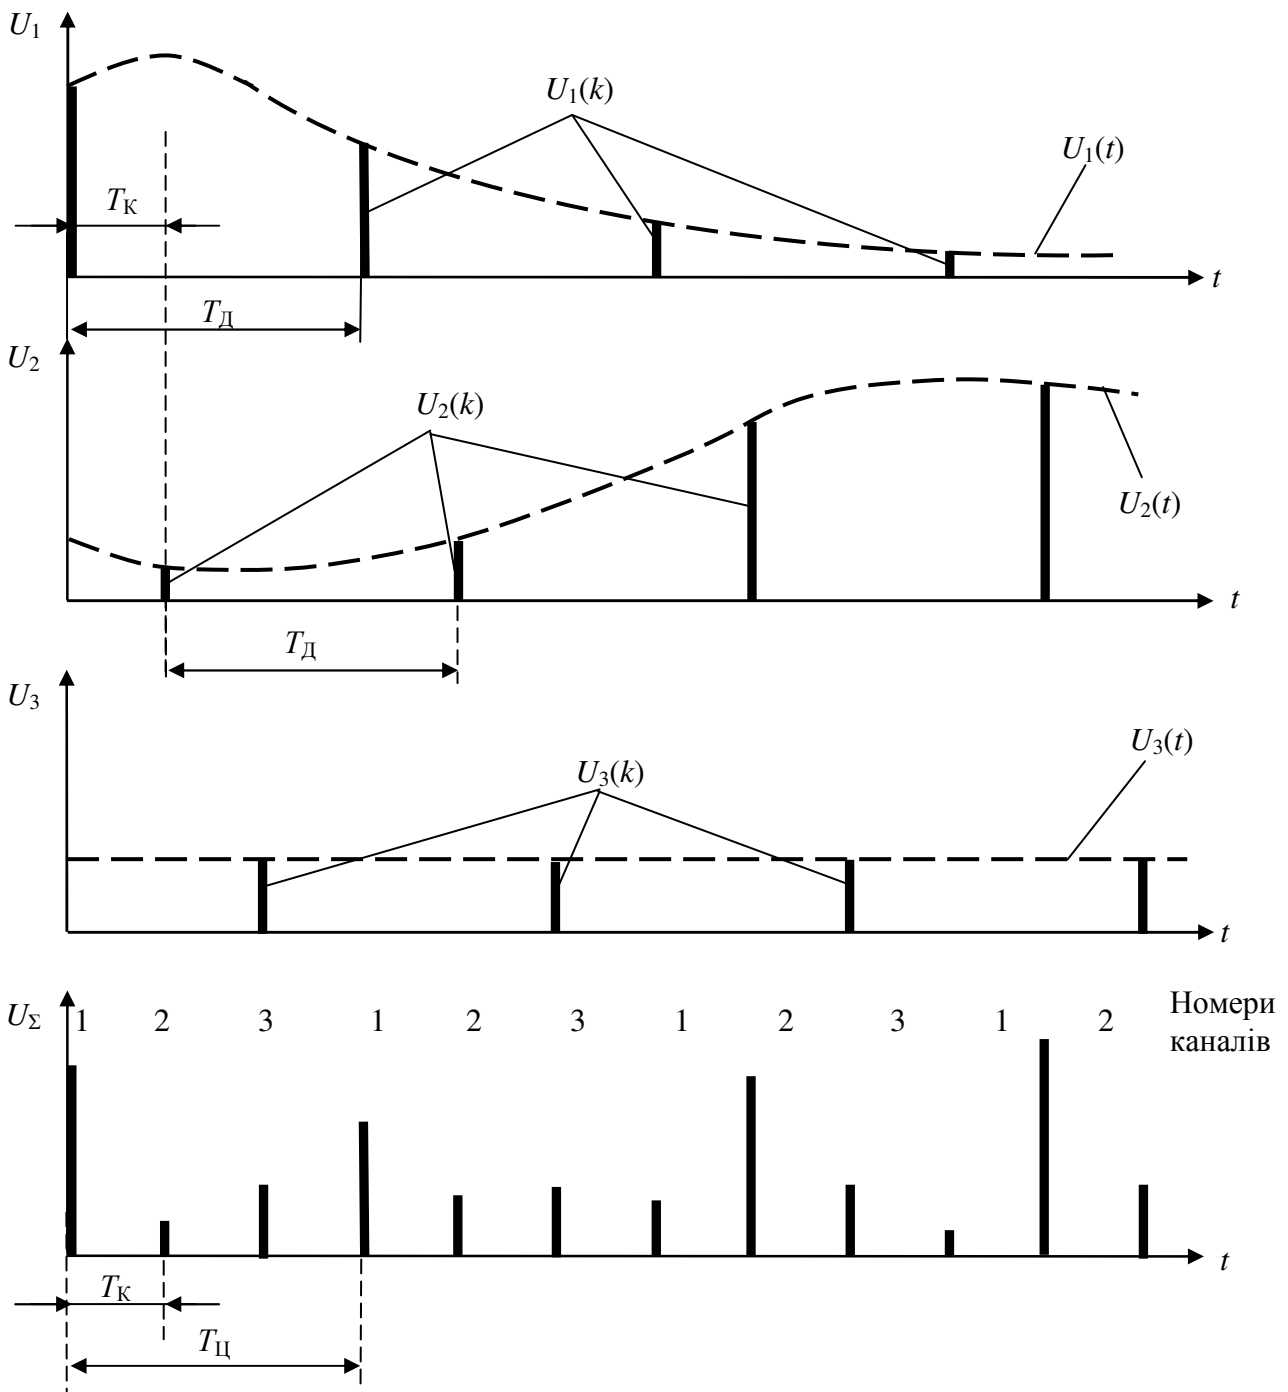 U1
U1(k)
U1(t)
TК
t
TД
U2
U2(k)
U2(t)
t
TД
U3
U3(t)
U3(k)
t
UΣ 1 2 3 1 2 3 1 2 3 1 2
Номери
каналів
t
TК
TЦ